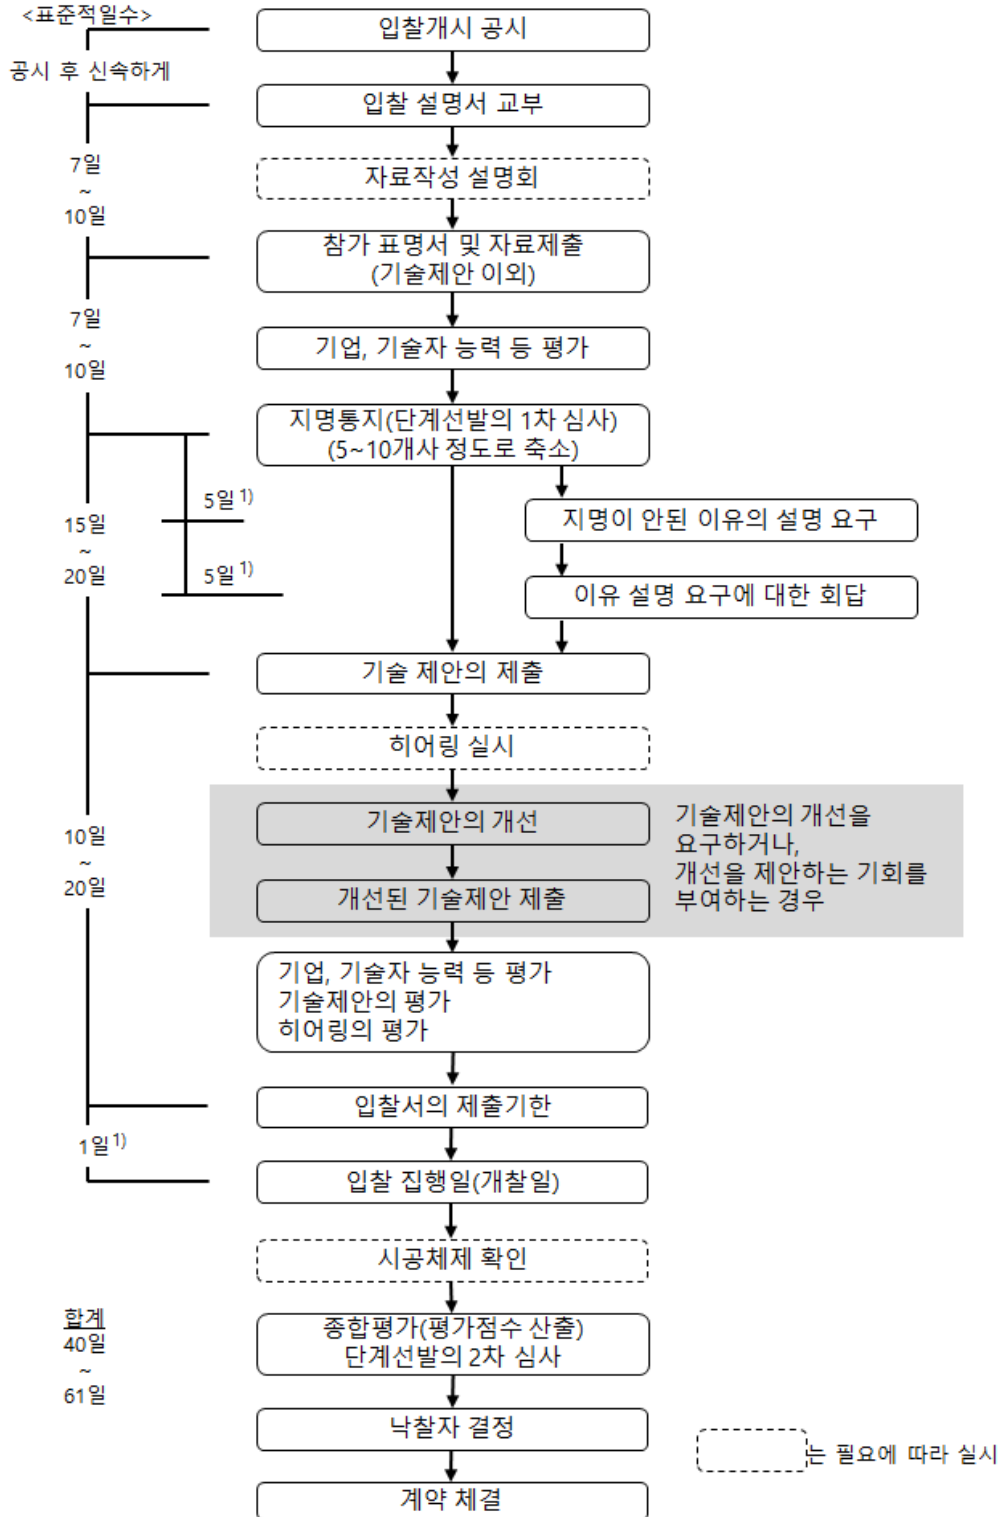 <표준적일수>
입찰개시 공시
공시 후 신속하게
입찰 설명서 교부
7일
~
10일
자료작성 설명회
참가 표명서 및 자료제출
(기술제안 이외)
7일
~
10일
기업, 기술자 능력 등 평가
지명통지(단계선발의 1차 심사)
(5~10개사 정도로 축소)
15일
~
20일
5일 1)
지명이 안된 이유의 설명 요구
5일 1)
이유 설명 요구에 대한 회답
기술 제안의 제출
히어링 실시
10일
~
20일
기술제안의 개선
개선된 기술제안 제출
기술제안의 개선을
요구하거나,
개선을 제안하는 기회를
부여하는 경우
기업, 기술자 능력 등 평가
기술제안의 평가
히어링의 평가
입찰서의 제출기한
1일 1)
입찰 집행일(개찰일)
시공체제 확인
합계
40일
~
61일
종합평가(평가점수 산출)
단계선발의 2차 심사
낙찰자 결정
는 필요에 따라 실시
계약 체결